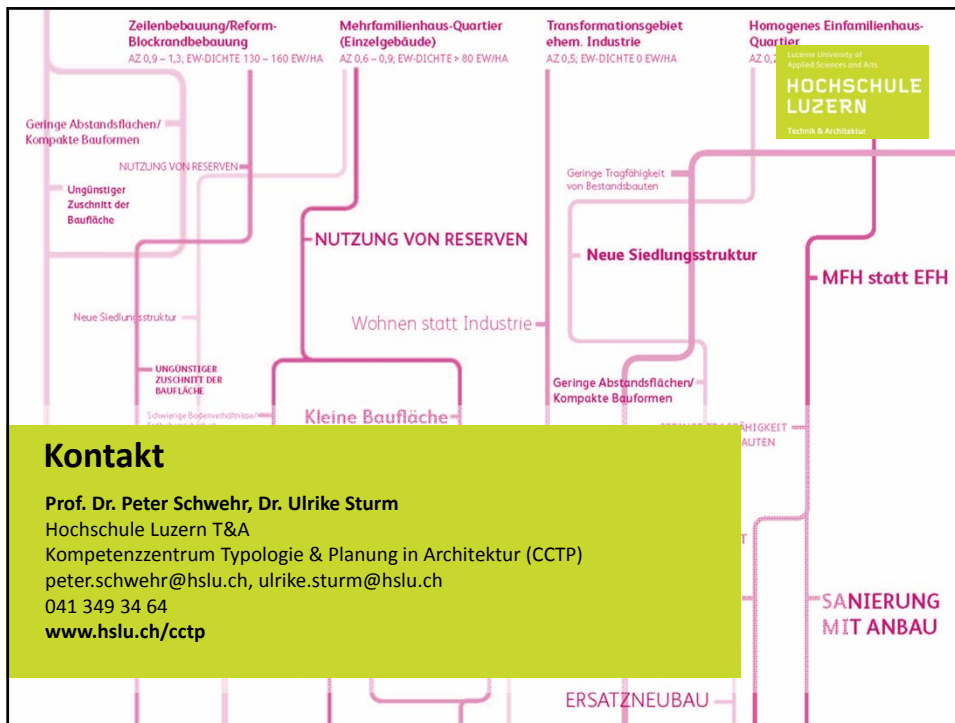 Zeilenbebauung/Reform-
Blockrandbebauung
AZ 0,9 – 1,3; EW-DICHTE 130 – 160 EW/HA
Mehrfamilienhaus-Quartier
(Einzelgebäude)
AZ 0,6 – 0,9, EW-DICHTE > 80 EW/HA
Transformationsgebiet
ehem. Industrie
AZ 0,5; EW-DICHTE 0 EW/HA
Homogenes Einfamilienhaus-
Quartier
Lucerne University of
Applied Sciences and Arts
HOCHSCHULE
LUZERN
Technik & Architektur
Geringe Abstandsflächen/
Kompakte Bauformen
NUTZUNG VON RESERVEN
Ungünstiger
Zuschnitt der
Baufläche
Geringe Tragfähigkeit
von Bestandsbauten
NUTZUNG VON RESERVEN
Neue Siedlungsstruktur
MFH statt EFH
Neue Siedlungsstruktur
Wohnen statt Industrie
UNGÜNSTIGER
ZUSCHNITT DER
BAUFLÄCHE
Geringe Abstandsflächen/
Kompakte Bauformen
Schwierige Bodenverhältnisse/
Kleine Baufläche
Kontakt
Prof. Dr. Peter Schwehr, Dr. Ulrike Sturm
Hochschule Luzern T&A
Kompetenzzentrum Typologie & Planung in Architektur (CCTP)
peter.schwehr@hslu.ch, ulrike.sturm@hslu.ch
041 349 34 64
www.hslu.ch/cctp
SANIERUNG
MIT ANBAU
ERSATZNEUBAU